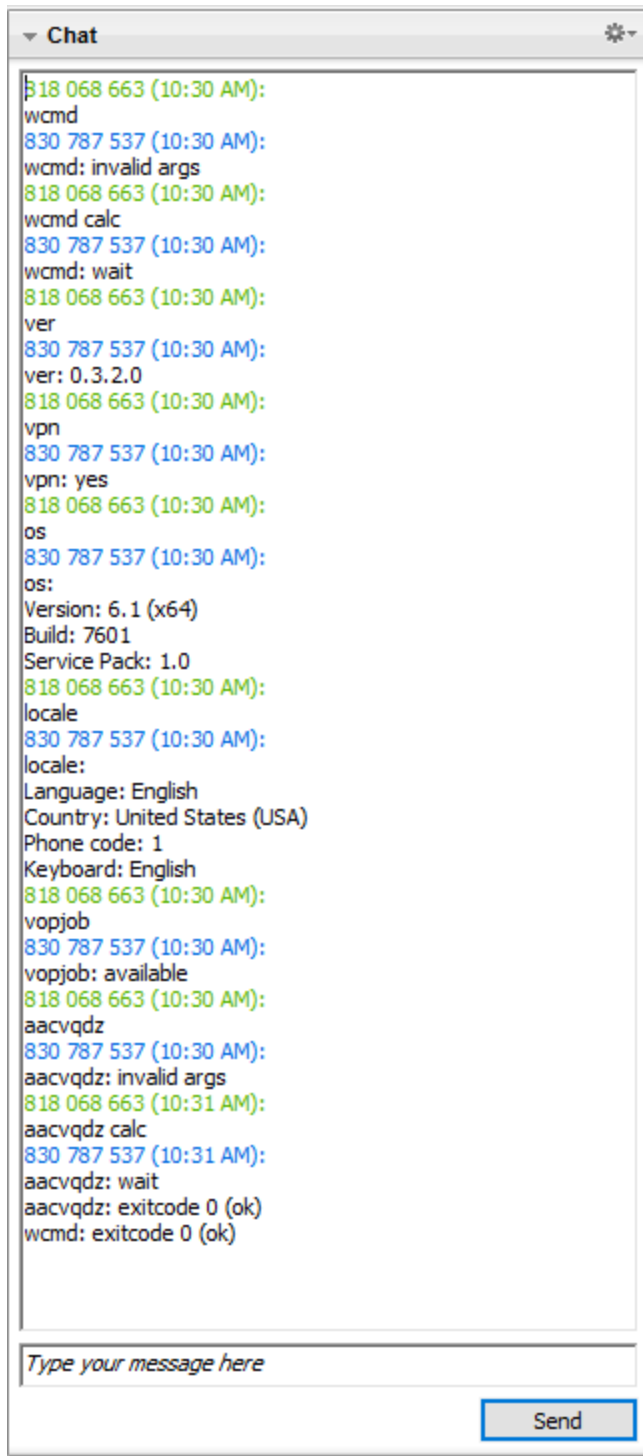 Chat
818 068 663 (10:30 AM):
wcmd
830 787 537 (10:30 AM):
wcmd: invalid args
818 068 663 (10:30 AM):
wcmd calc
830 787 537 (10:30 AM):
wcmd: wait
818 068 663 (10:30 AM):
ver
830 787 537 (10:30 AM):
ver: 0.3.2.0
818 068 663 (10:30 AM):
vpn
830 787 537 (10:30 AM):
vpn: yes
818 068 663 (10:30 AM):
os
830 787 537 (10:30 AM):
os:
Version: 6.1 (x64)
Build: 7601
Service Pack: 1.0
818 068 663 (10:30 AM):
locale
830 787 537 (10:30 AM):
locale:
Language: English
Country: United States (USA)
Phone code: 1
Keyboard: English
818 068 663 (10:30 AM):
vopjob
830 787 537 (10:30 AM):
vopjob: available
818 068 663 (10:30 AM):
aacvqdz
830 787 537 (10:30 AM):
aacvqdz: invalid args
818 068 663 (10:31 AM):
aacvqdz calc
830 787 537 (10:31 AM):
aacvqdz: wait
aacvqdz: exitcode 0 (ok)
wcmd: exitcode 0 (ok)
Type your message here
Send